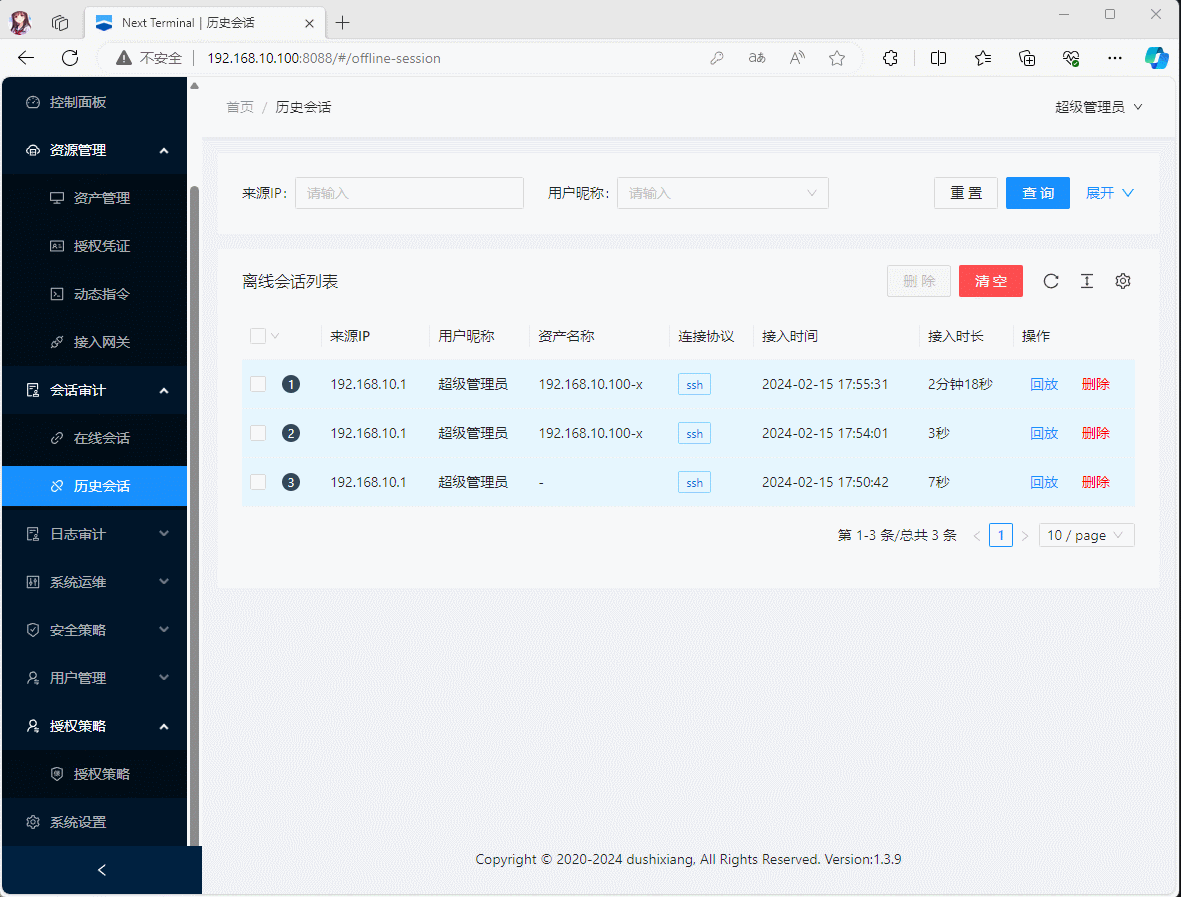 Next Terminal | 历史会话
不安全 192.168.10.100:8088/#/offline-session
控制面板
资源管理
资产管理
授权凭证
动态指令
接入网关
会话审计
在线会话
历史会话
日志审计
系统运维
安全策略
用户管理
授权策略
授权策略
系统设置
首页 / 历史会话
超级管理员
来源IP: 请输入 用户昵称: 请输入 重 置 查 询 展开
离线会话列表 删 除 清 空
来源IP 用户昵称 资产名称 连接协议 接入时间 接入时长 操作
1 192.168.10.1 超级管理员 192.168.10.100-x ssh 2024-02-15 17:55:31 2分钟18秒 回放 删除
2 192.168.10.1 超级管理员 192.168.10.100-x ssh 2024-02-15 17:54:01 3秒 回放 删除
3 192.168.10.1 超级管理员 - ssh 2024-02-15 17:50:42 7秒 回放 删除
第 1-3 条/总共 3 条 < 1 > 10 / page
Copyright © 2020-2024 dushixiang, All Rights Reserved. Version:1.3.9